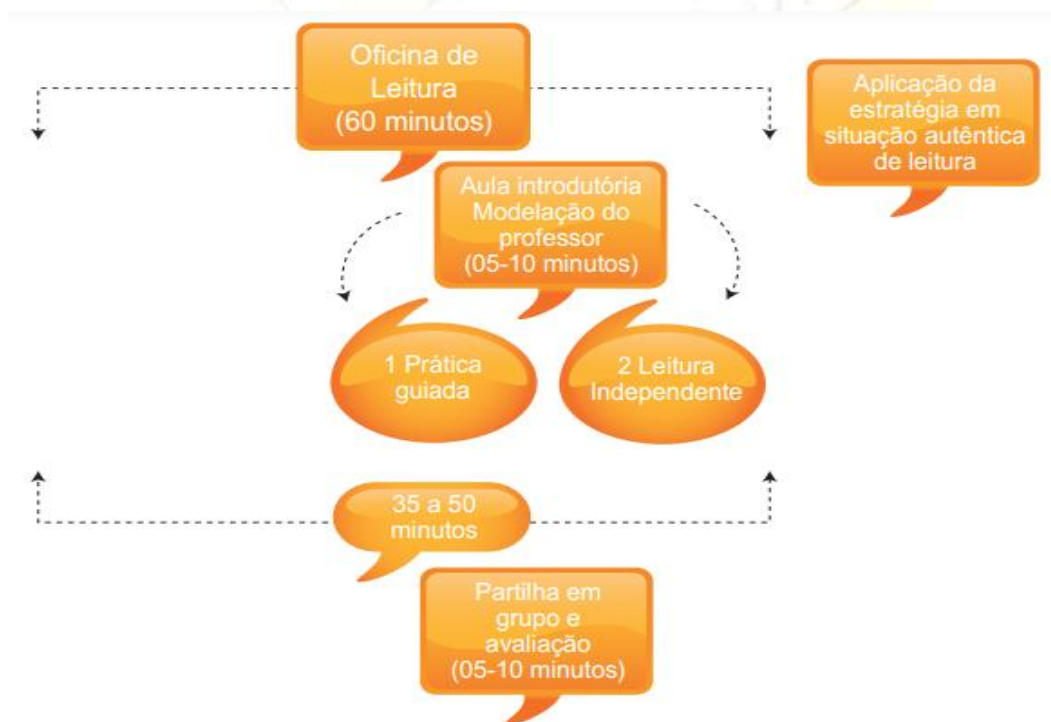 Oficina de
Leitura
(60 minutos)
Aplicação da
estratégia em
situação autêntica
de leitura
Aula introdutória
Modelação do
professor
(05-10 minutos)
1 Prática
guiada
2 Leitura
Independente
35 a 50
minutos
Partilha em
grupo e
avaliação
(05-10 minutos)